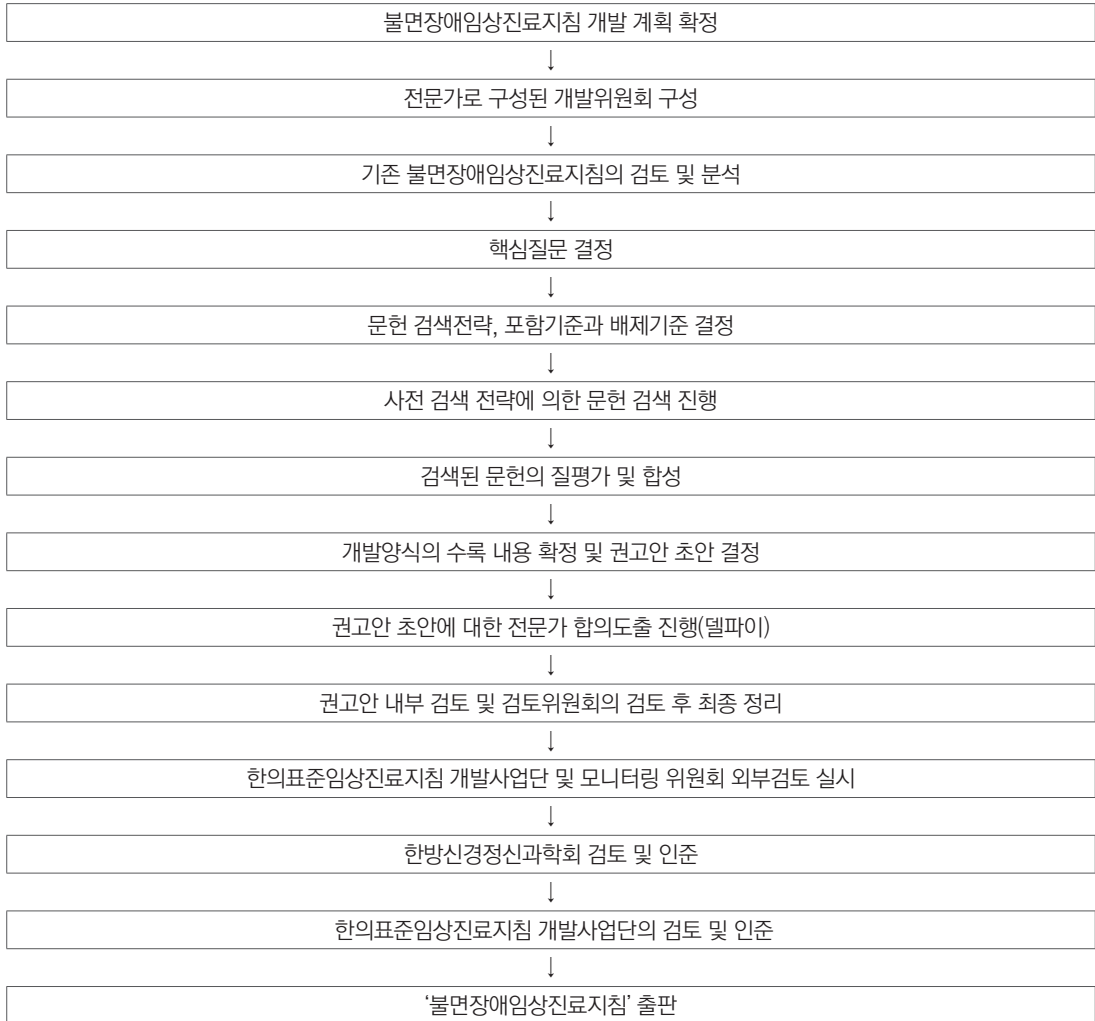 불면장애임상진료지침 개발 계획 확정
↓
전문가로 구성된 개발위원회 구성
↓
기존 불면장애임상진료지침의 검토 및 분석
↓
핵심질문 결정
↓
문헌 검색전략, 포함기준과 배제기준 결정
↓
사전 검색 전략에 의한 문헌 검색 진행
↓
검색된 문헌의 질평가 및 합성
↓
개발양식의 수록 내용 확정 및 권고안 초안 결정
↓
권고안 초안에 대한 전문가 합의도출 진행(델파이)
↓
권고안 내부 검토 및 검토위원회의 검토 후 최종 정리
↓
한의표준임상진료지침 개발사업단 및 모니터링 위원회 외부검토 실시
↓
한방신경정신과학회 검토 및 인준
↓
한의표준임상진료지침 개발사업단의 검토 및 인준
↓
‘불면장애임상진료지침’ 출판